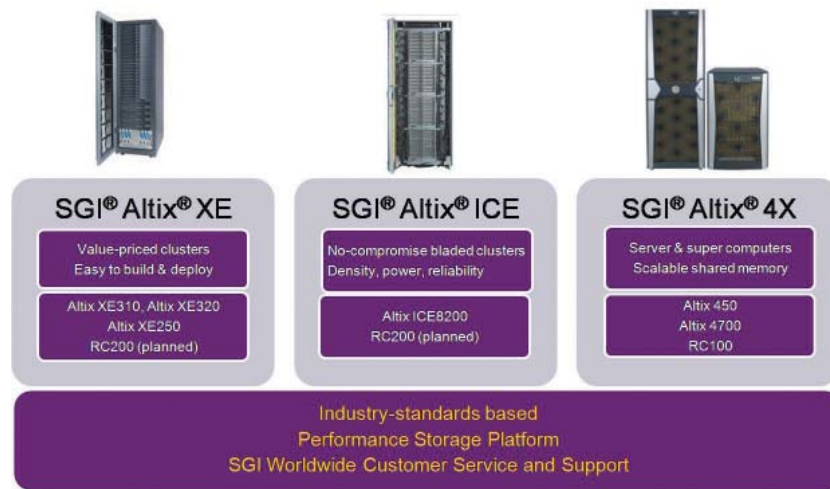 SGI® Altix® XE
Value-priced clusters
Easy to build & deploy
Altix XE310, Altix XE320
Altix XE250
RC200 (planned)
SGI® Altix® ICE
No-compromise bladed clusters
Density, power, reliability
Altix ICE8200
RC200 (planned)
SGI® Altix® 4X
Server & super computers
Scalable shared memory
Altix 450
Altix 4700
RC100
Industry-standards based
Performance Storage Platform
SGI Worldwide Customer Service and Support